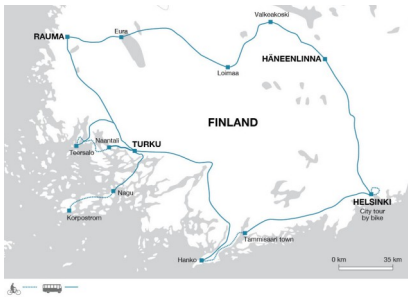 Valkeakoski
RAUMA
Eura
HÄNEENLINNA
Loimaa
FINLAND
Naantali
TURKU
Teersalo
Nagu
HELSINKI
City tour
by bike
Korpostrom
Tammisaari town
Hanko
0 km 35 km